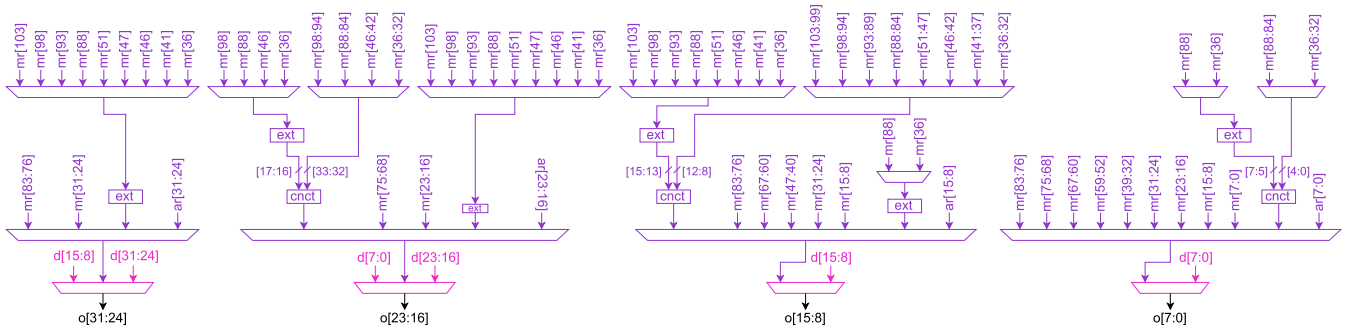 mr[103] mr[98] mr[93] mr[88] mr[51] mr[47] mr[46] mr[41] mr[36]
mr[98] mr[88] mr[46] mr[36]
mr[98:94] mr[88:84] mr[46:42] mr[36:32]
mr[103] mr[98] mr[93] mr[88] mr[51] mr[47] mr[46] mr[41] mr[36]
mr[103] mr[98] mr[93] mr[88] mr[51] mr[46] mr[41] mr[36]
mr[103:99] mr[98:94] mr[93:89] mr[88:84] mr[51:47] mr[46:42] mr[41:37] mr[36:32]
mr[88] mr[36]
mr[88:84] mr[36:32]
ext
ext
mr[88] mr[36]
ext
[17:16] [33:32]
[15:13] [12:8]
[7:5] [4:0]
mr[83:76] mr[31:24] ext ar[31:24]
cnct mr[75:68] mr[23:16] ext ar[23:16]
cnct mr[83:76] mr[67:60] mr[47:40] mr[31:24] mr[15:8] ext ar[15:8]
mr[83:76] mr[75:68] mr[67:60] mr[59:52] mr[39:32] mr[31:24] mr[23:16] mr[15:8] mr[7:0] cnct ar[7:0]
d[15:8] d[31:24]
d[7:0] d[23:16]
d[15:8]
d[7:0]
o[31:24]
o[23:16]
o[15:8]
o[7:0]